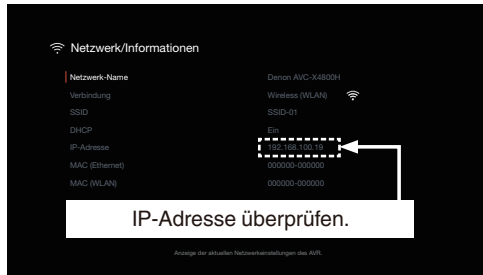 Netzwerk/Informationen
Netzwerk-Name Denon AVC-X4800H
Verbindung Wireless (WLAN)
SSID SSID-01
DHCP Ein
IP-Adresse 192.168.100.19
MAC (Ethernet) 000000-000000
MAC (WLAN) 000000-000000
IP-Adresse überprüfen.
Anzeige der aktuellen Netzwerkeinstellungen des AVR.